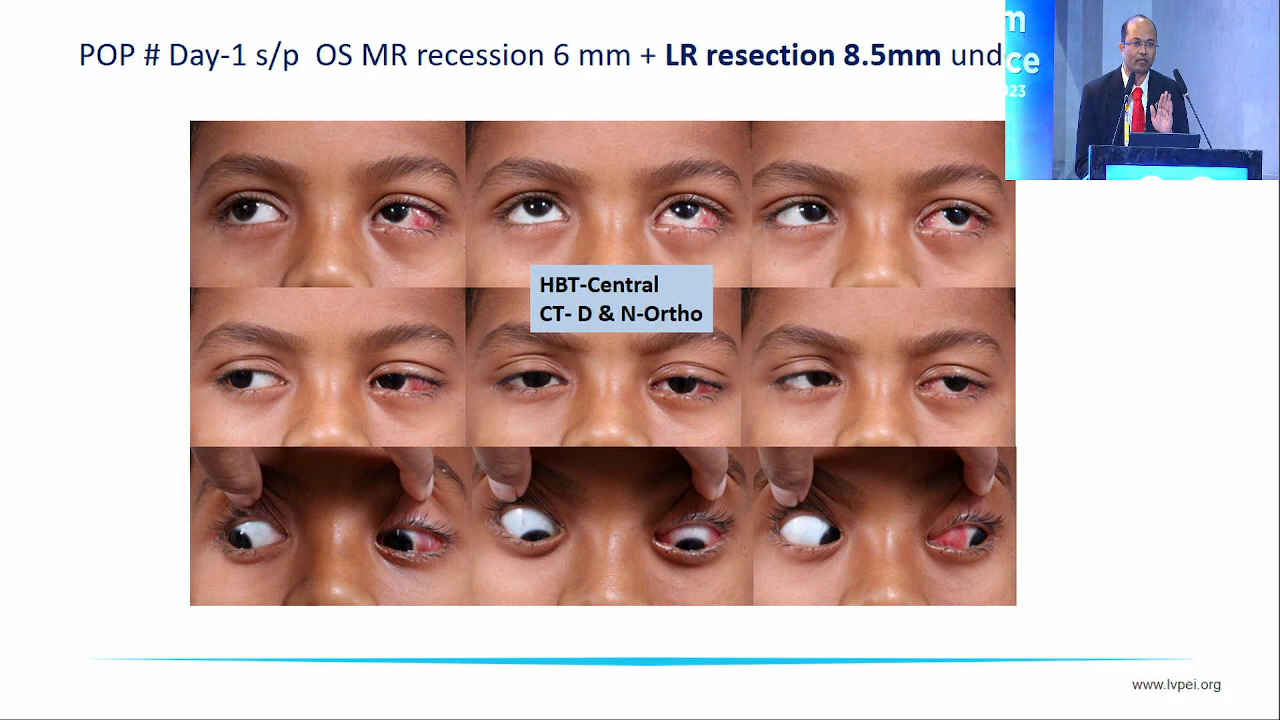 POP # Day-1 s/p OS MR recession 6 mm + LR resection 8.5mm
HBT-Central
CT- D & N-Ortho
www.lvpei.org